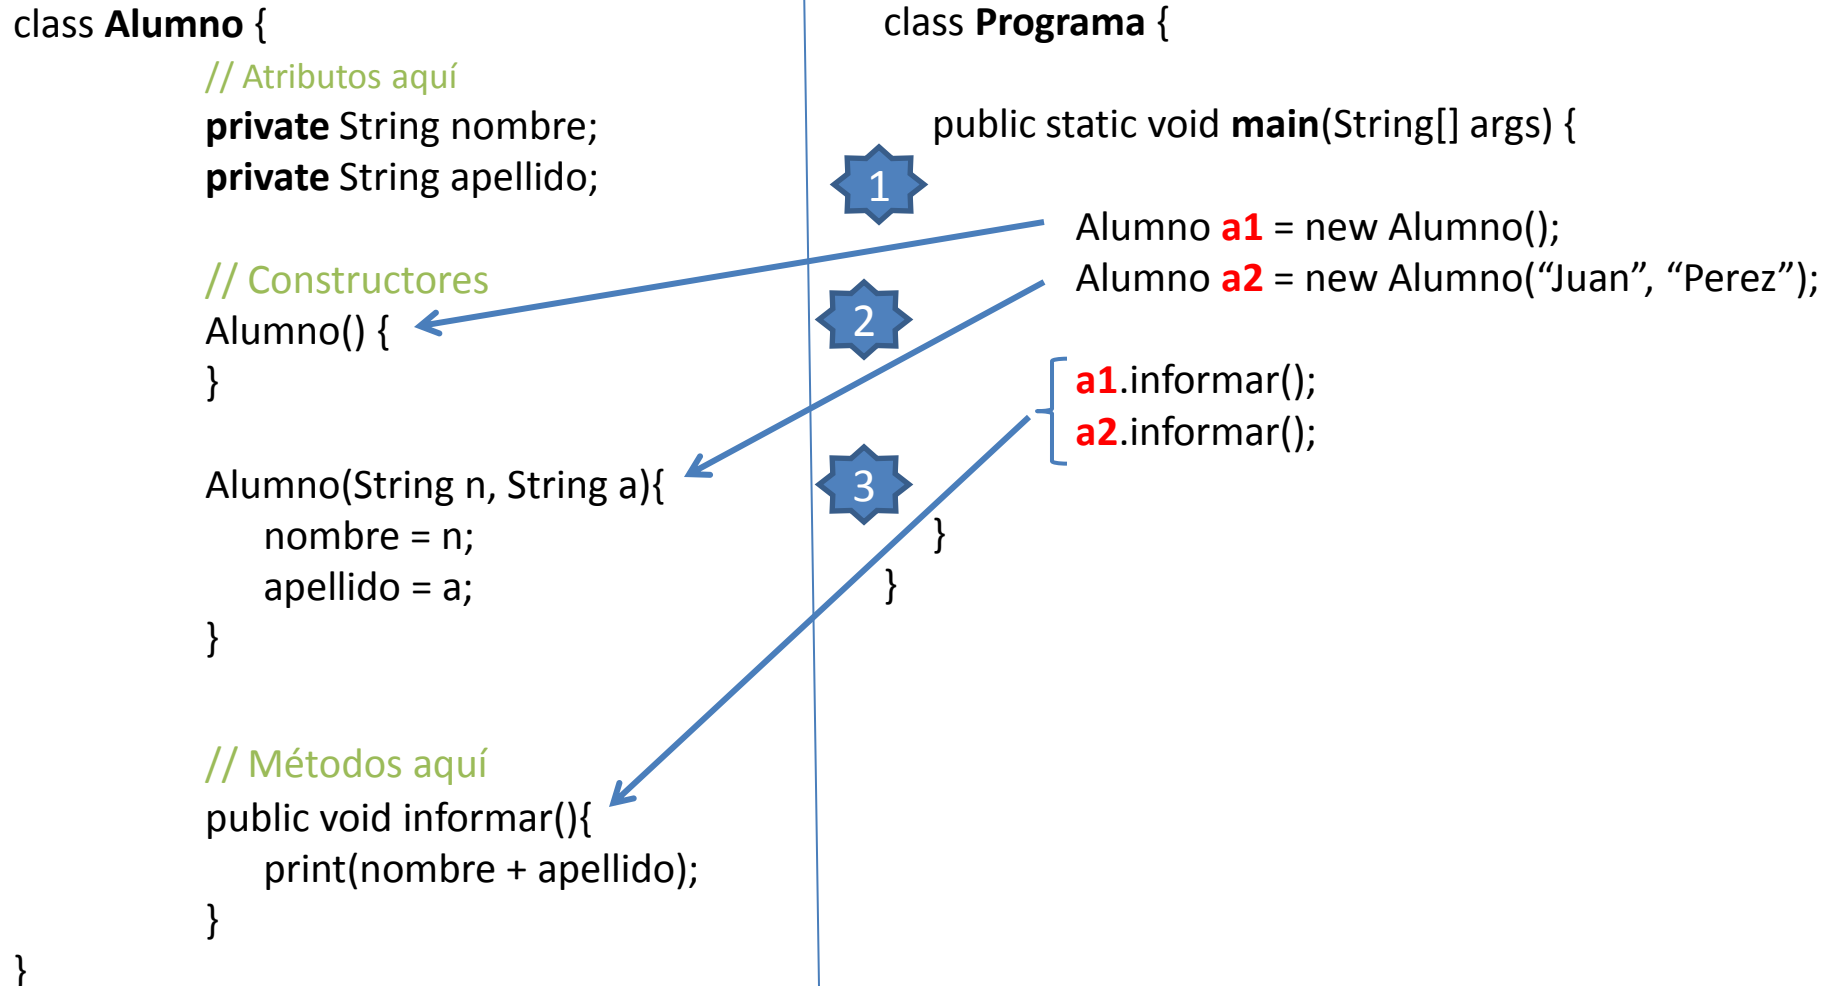 class Alumno {
// Atributos aquí
private String nombre;
private String apellido;
// Constructores
Alumno() {
}
Alumno(String n, String a){
nombre = n;
apellido = a;
}
// Métodos aquí
public void informar(){
print(nombre + apellido);
}
}
class Programa {
public static void main(String[] args) {
1
Alumno a1 = new Alumno();
Alumno a2 = new Alumno(“Juan”, “Perez”);
2
a1.informar();
a2.informar();
3
}
}